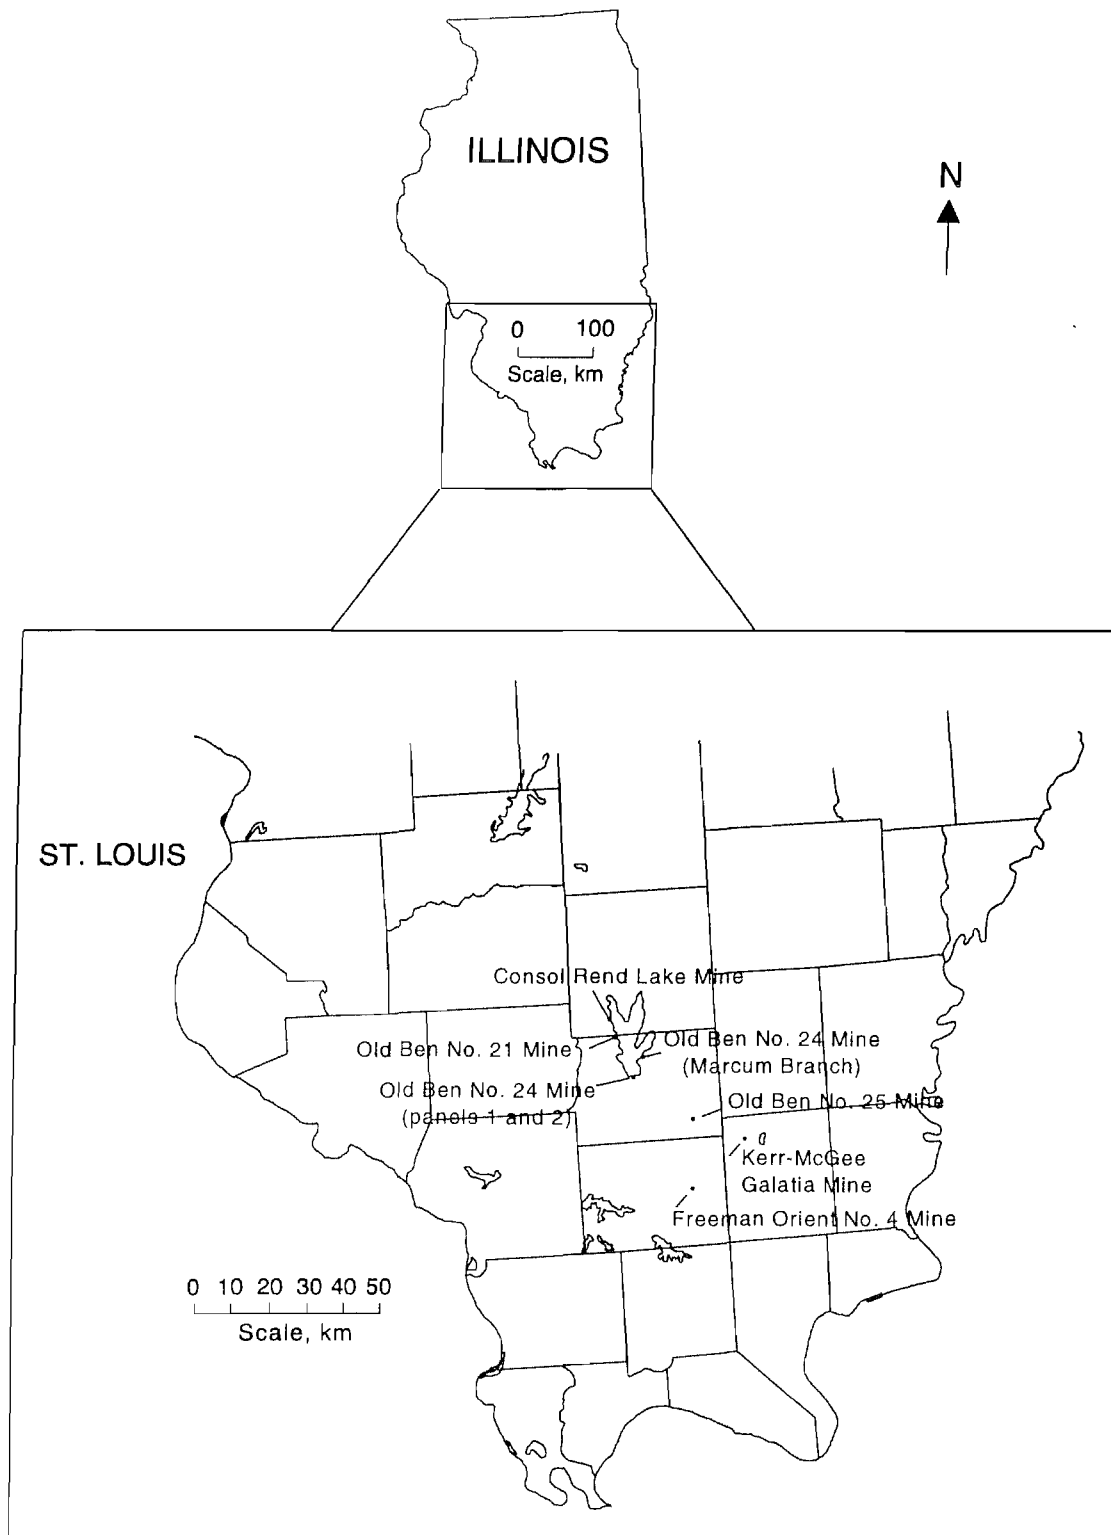 ILLINOIS
N
0 100
Scale, km
ST. LOUIS
Consol Rend Lake Mine
Old Ben No. 21 Mine
Old Ben No. 24 Mine
(Marcum Branch)
Old Ben No. 24 Mine
(panels 1 and 2)
Old Ben No. 25 Mine
Kerr-McGee
Galatia Mine
Freeman Orient No. 4 Mine
0 10 20 30 40 50
Scale, km